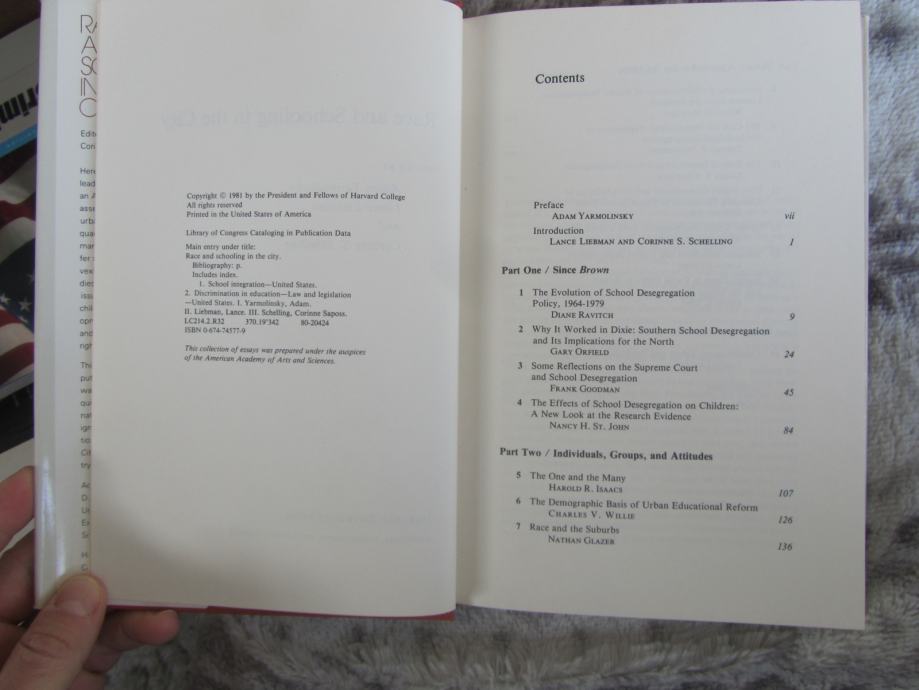 Copyright © 1981 by the President and Fellows of Harvard College
All rights reserved
Printed in the United States of America
Library of Congress Cataloging in Publication Data
Main entry under title:
Race and schooling in the city.
Bibliography: p.
Includes index.
1. School integration—United States.
2. Discrimination in education—Law and legislation
—United States. I. Yarmolinsky, Adam.
II. Liebman, Lance. III. Schelling, Corinne Saposs.
LC214.2.R32 370.19'342 80-20424
ISBN 0-674-74577-9
This collection of essays was prepared under the auspices
of the American Academy of Arts and Sciences.
Contents
Preface
ADAM YARMOLINSKY vii
Introduction
LANCE LIEBMAN AND CORINNE S. SCHELLING 1
Part One / Since Brown
1 The Evolution of School Desegregation
Policy, 1964-1979
DIANE RAVITCH 9
2 Why It Worked in Dixie: Southern School Desegregation
and Its Implications for the North
GARY ORFIELD 24
3 Some Reflections on the Supreme Court
and School Desegregation
FRANK GOODMAN 45
4 The Effects of School Desegregation on Children:
A New Look at the Research Evidence
NANCY H. ST. JOHN 84
Part Two / Individuals, Groups, and Attitudes
5 The One and the Many
HAROLD R. ISAACS 107
6 The Demographic Basis of Urban Educational Reform
CHARLES V. WILLIE 126
7 Race and the Suburbs
NATHAN GLAZER 136